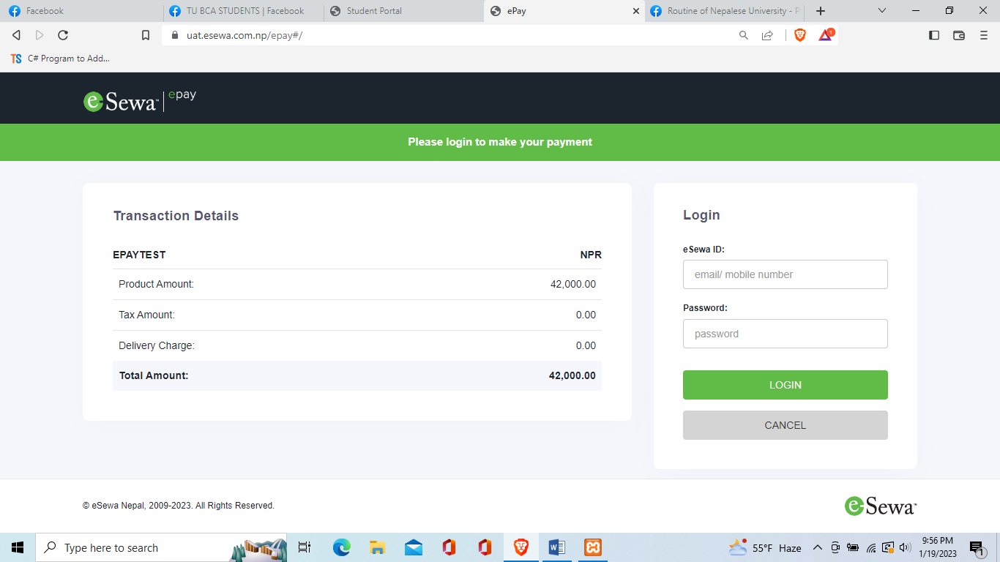 Facebook
TU BCA STUDENTS | Facebook
Student Portal
ePay
Routine of Nepalese University - P
uat.esewa.com.np/epay#/
1
TS C# Program to Add...
eSewa™ epay
Please login to make your payment
Transaction Details
EPAYTEST NPR
Product Amount: 42,000.00
Tax Amount: 0.00
Delivery Charge: 0.00
Total Amount: 42,000.00
Login
eSewa ID:
email/ mobile number
Password:
password
LOGIN
CANCEL
© eSewa Nepal, 2009-2023. All Rights Reserved.
eSewa™
Type here to search
55°F Haze
9:56 PM
1/19/2023
1